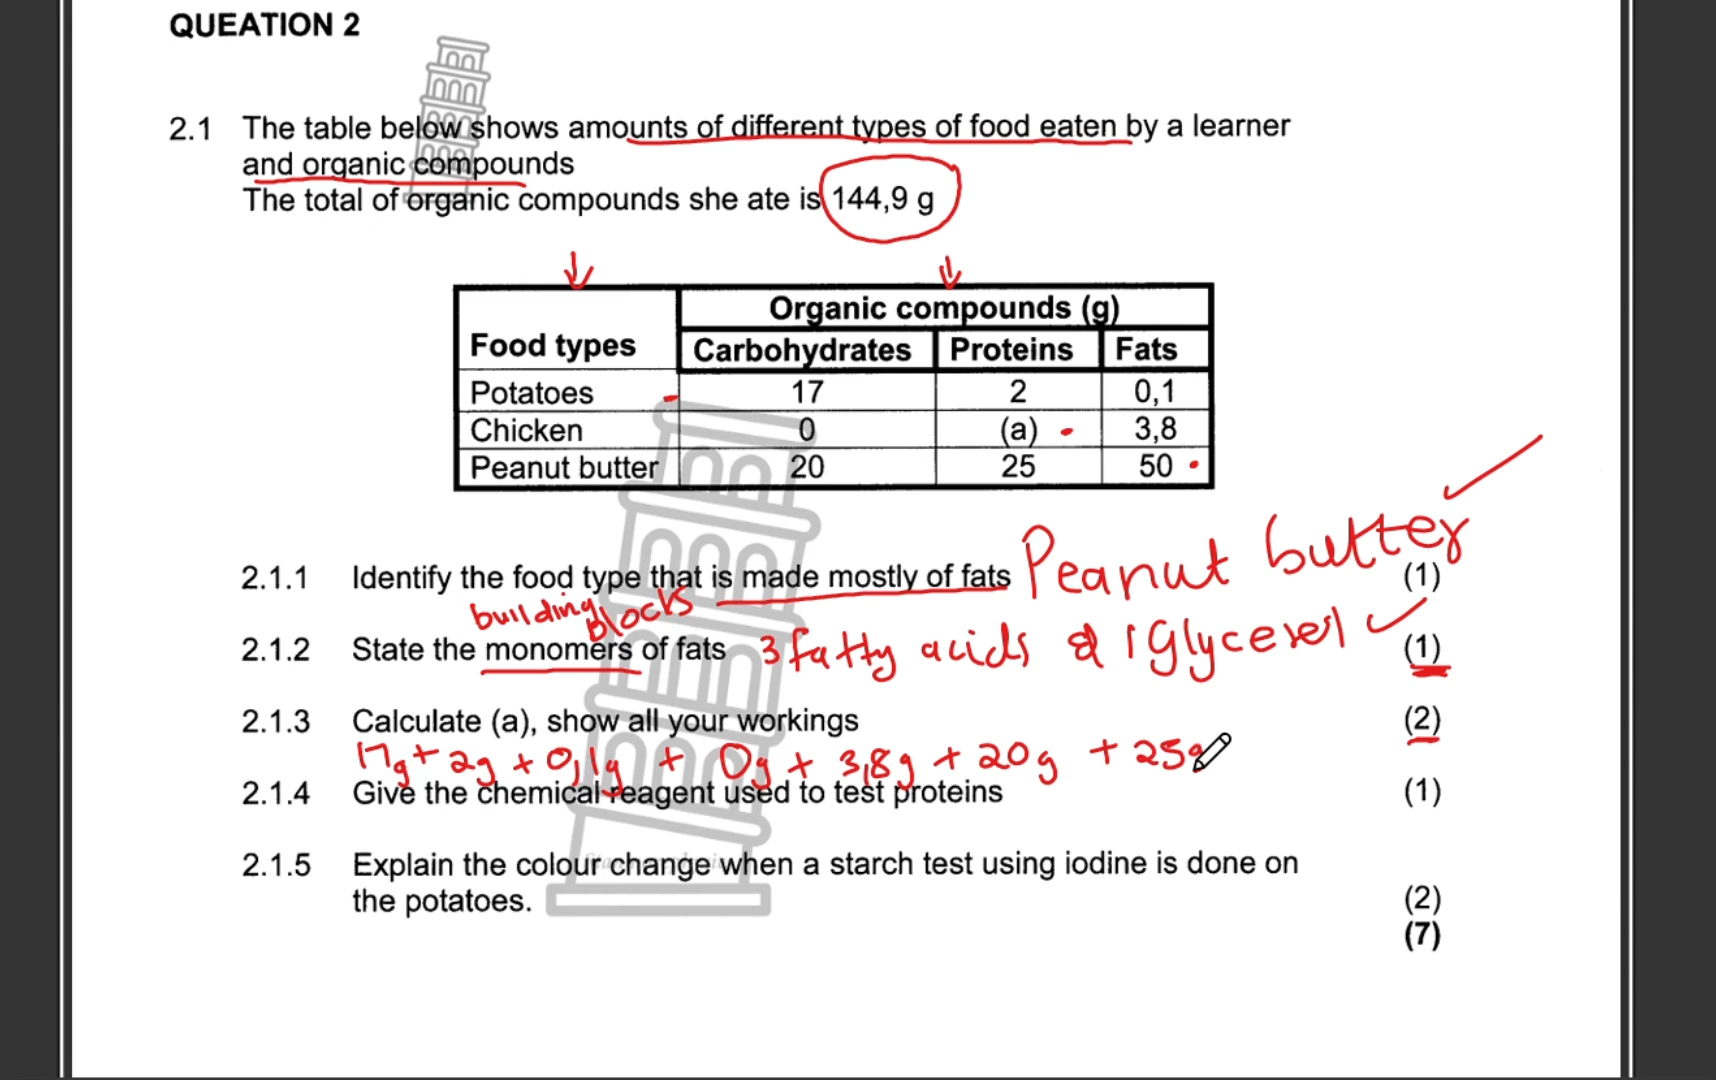 QUEATION 2
2.1 The table below shows amounts of different types of food eaten by a learner
and organic compounds
The total of organic compounds she ate is 144,9 g
Organic compounds (g)
Food types Carbohydrates Proteins Fats
Potatoes 17 2 0,1
Chicken 0 (a) 3,8
Peanut butter 20 25 50
Peanut butter
2.1.1 Identify the food type that is made mostly of fats (1)
building blocks
2.1.2 State the monomers of fats 3 fatty acids & 1 Glycerol (1)
2.1.3 Calculate (a), show all your workings (2)
17g + 2g + 0,1g + 0g + 3,8g + 20g + 25g
2.1.4 Give the chemical reagent used to test proteins (1)
2.1.5 Explain the colour change when a starch test using iodine is done on
the potatoes. (2)
(7)